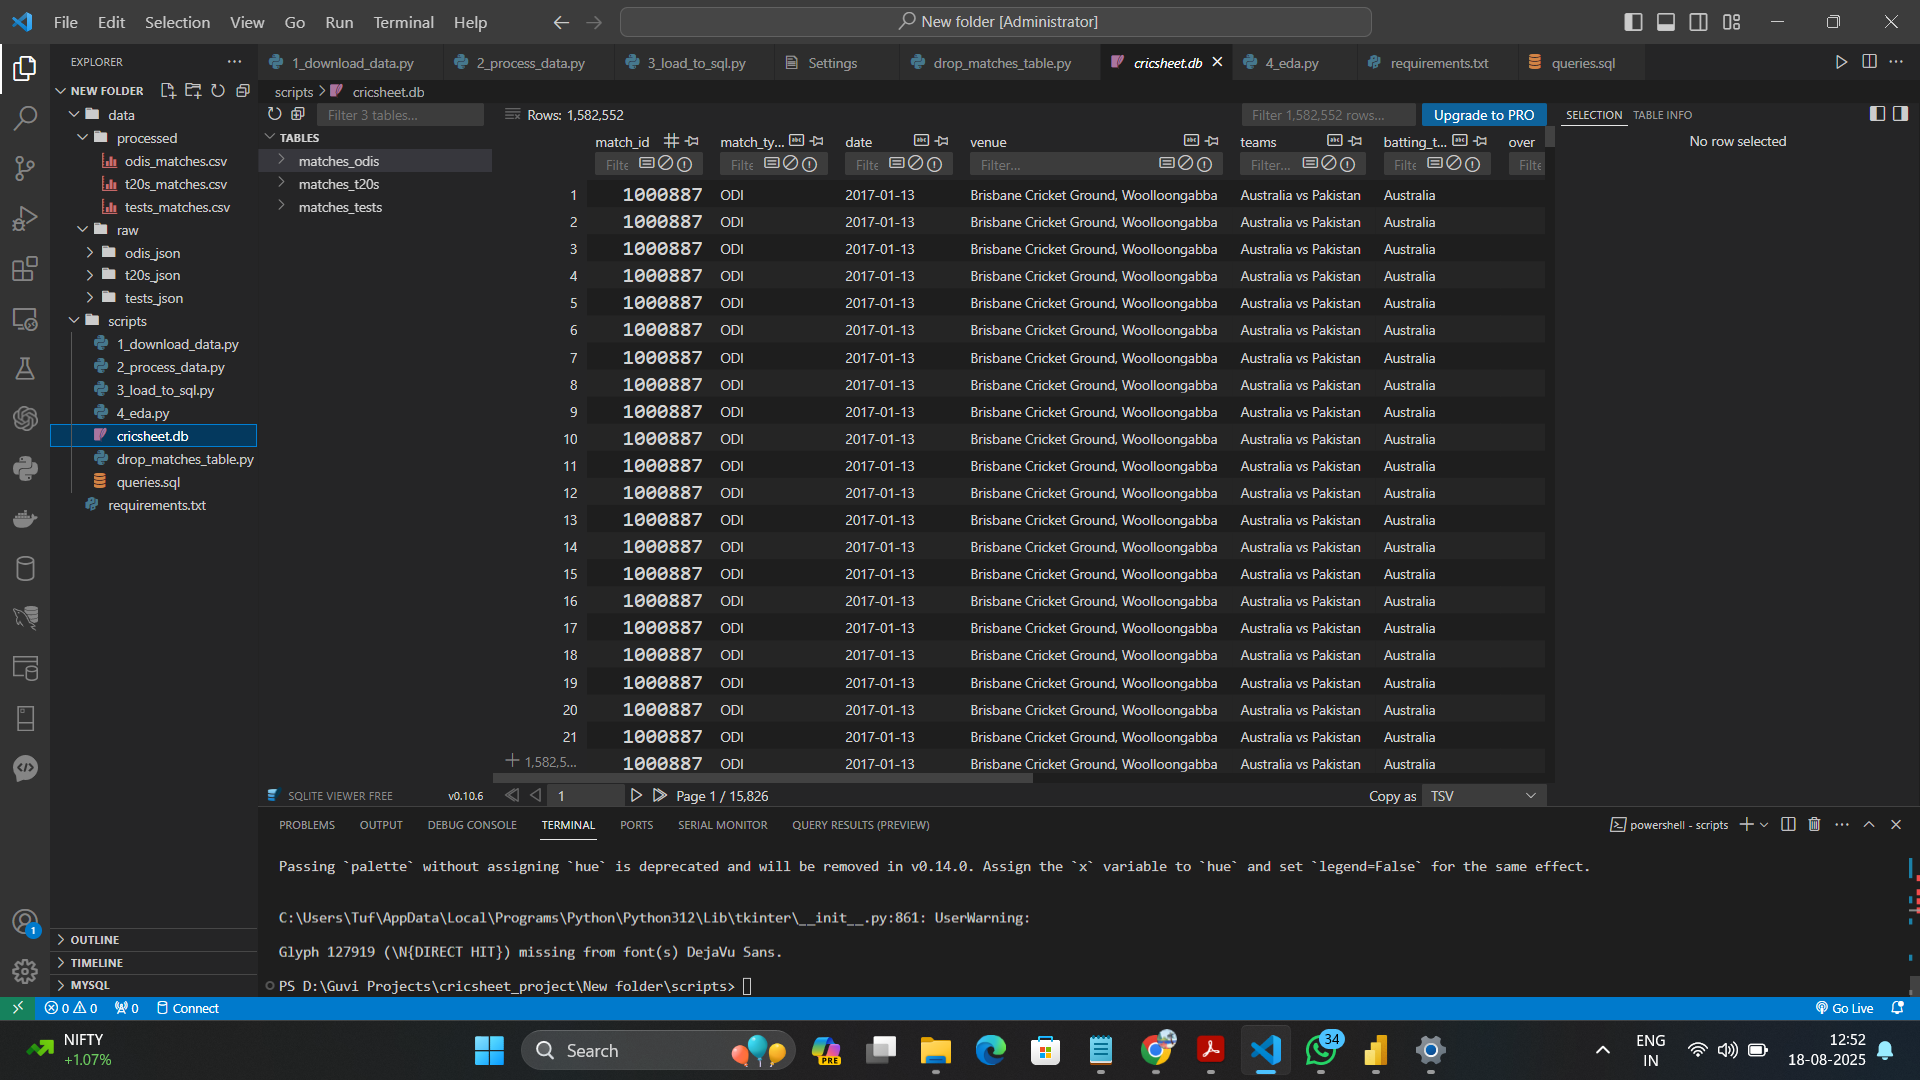 File Edit Selection View Go Run Terminal Help
New folder [Administrator]
EXPLORER
1_download_data.py
2_process_data.py
3_load_to_sql.py
Settings
drop_matches_table.py
cricsheet.db
4_eda.py
requirements.txt
queries.sql
NEW FOLDER
scripts > cricsheet.db
data
processed
odis_matches.csv
t20s_matches.csv
tests_matches.csv
raw
odis_json
t20s_json
tests_json
scripts
1_download_data.py
2_process_data.py
3_load_to_sql.py
4_eda.py
cricsheet.db
drop_matches_table.py
queries.sql
requirements.txt
OUTLINE
TIMELINE
MYSQL
Filter 3 tables...
TABLES
matches_odis
matches_t20s
matches_tests
Rows: 1,582,552
Filter 1,582,552 rows...
Upgrade to PRO
SELECTION TABLE INFO
No row selected
match_id match_ty... date venue teams batting_t... over
Filte Filte Filte Filter... Filter... Filte Filte
1 1000887 ODI 2017-01-13 Brisbane Cricket Ground, Woolloongabba Australia vs Pakistan Australia
2 1000887 ODI 2017-01-13 Brisbane Cricket Ground, Woolloongabba Australia vs Pakistan Australia
3 1000887 ODI 2017-01-13 Brisbane Cricket Ground, Woolloongabba Australia vs Pakistan Australia
4 1000887 ODI 2017-01-13 Brisbane Cricket Ground, Woolloongabba Australia vs Pakistan Australia
5 1000887 ODI 2017-01-13 Brisbane Cricket Ground, Woolloongabba Australia vs Pakistan Australia
6 1000887 ODI 2017-01-13 Brisbane Cricket Ground, Woolloongabba Australia vs Pakistan Australia
7 1000887 ODI 2017-01-13 Brisbane Cricket Ground, Woolloongabba Australia vs Pakistan Australia
8 1000887 ODI 2017-01-13 Brisbane Cricket Ground, Woolloongabba Australia vs Pakistan Australia
9 1000887 ODI 2017-01-13 Brisbane Cricket Ground, Woolloongabba Australia vs Pakistan Australia
10 1000887 ODI 2017-01-13 Brisbane Cricket Ground, Woolloongabba Australia vs Pakistan Australia
11 1000887 ODI 2017-01-13 Brisbane Cricket Ground, Woolloongabba Australia vs Pakistan Australia
12 1000887 ODI 2017-01-13 Brisbane Cricket Ground, Woolloongabba Australia vs Pakistan Australia
13 1000887 ODI 2017-01-13 Brisbane Cricket Ground, Woolloongabba Australia vs Pakistan Australia
14 1000887 ODI 2017-01-13 Brisbane Cricket Ground, Woolloongabba Australia vs Pakistan Australia
15 1000887 ODI 2017-01-13 Brisbane Cricket Ground, Woolloongabba Australia vs Pakistan Australia
16 1000887 ODI 2017-01-13 Brisbane Cricket Ground, Woolloongabba Australia vs Pakistan Australia
17 1000887 ODI 2017-01-13 Brisbane Cricket Ground, Woolloongabba Australia vs Pakistan Australia
18 1000887 ODI 2017-01-13 Brisbane Cricket Ground, Woolloongabba Australia vs Pakistan Australia
19 1000887 ODI 2017-01-13 Brisbane Cricket Ground, Woolloongabba Australia vs Pakistan Australia
20 1000887 ODI 2017-01-13 Brisbane Cricket Ground, Woolloongabba Australia vs Pakistan Australia
21 1000887 ODI 2017-01-13 Brisbane Cricket Ground, Woolloongabba Australia vs Pakistan Australia
1,582,5... 1000887 ODI 2017-01-13 Brisbane Cricket Ground, Woolloongabba Australia vs Pakistan Australia
SQLITE VIEWER FREE v0.10.6
1
Page 1 / 15,826
Copy as TSV
PROBLEMS OUTPUT DEBUG CONSOLE TERMINAL PORTS SERIAL MONITOR QUERY RESULTS (PREVIEW)
powershell - scripts
Passing `palette` without assigning `hue` is deprecated and will be removed in v0.14.0. Assign the `x` variable to `hue` and set `legend=False` for the same effect.
C:\Users\Tuf\AppData\Local\Programs\Python\Python312\Lib\tkinter\__init__.py:861: UserWarning:
Glyph 127919 (\N{DIRECT HIT}) missing from font(s) DejaVu Sans.
PS D:\Guvi Projects\cricsheet_project\New folder\scripts>
1
0 0 0 Connect
Go Live
NIFTY
+1.07%
Search
PRE
34
ENG
IN
12:52
18-08-2025